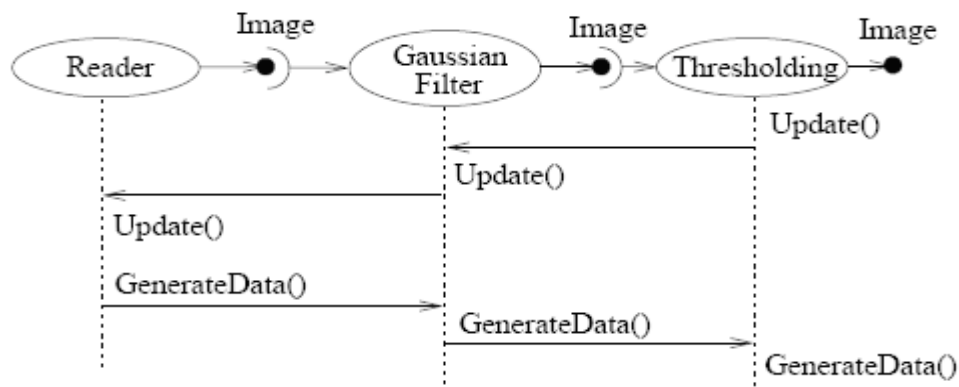 Image
Image
Image
Reader
Gaussian
Filter
Thresholding
Update()
Update()
Update()
GenerateData()
GenerateData()
GenerateData()